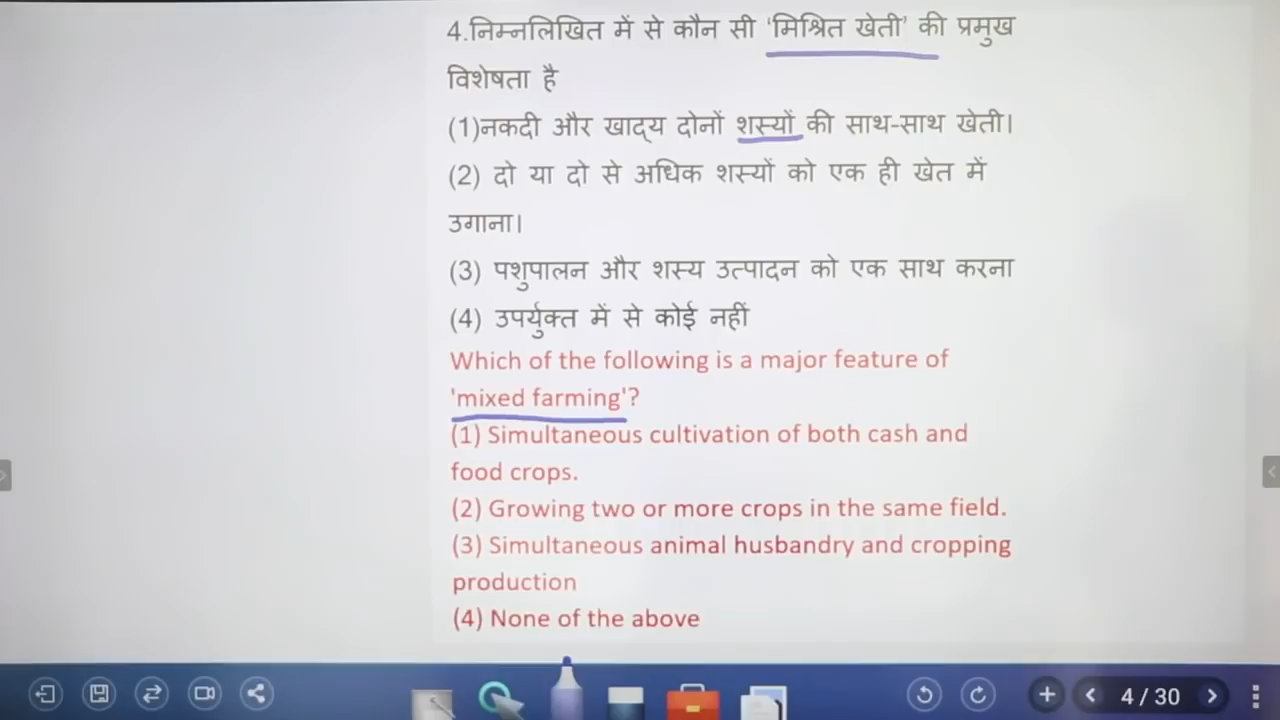 4.निम्नलिखित में से कौन सी 'मिश्रित खेती' की प्रमुख
विशेषता है
(1)नकदी और खाद्य दोनों शस्यों की साथ-साथ खेती।
(2) दो या दो से अधिक शस्यों को एक ही खेत में
उगाना।
(3) पशुपालन और शस्य उत्पादन को एक साथ करना
(4) उपर्युक्त में से कोई नहीं
Which of the following is a major feature of
'mixed farming'?
(1) Simultaneous cultivation of both cash and
food crops.
(2) Growing two or more crops in the same field.
(3) Simultaneous animal husbandry and cropping
production
(4) None of the above
4 / 30